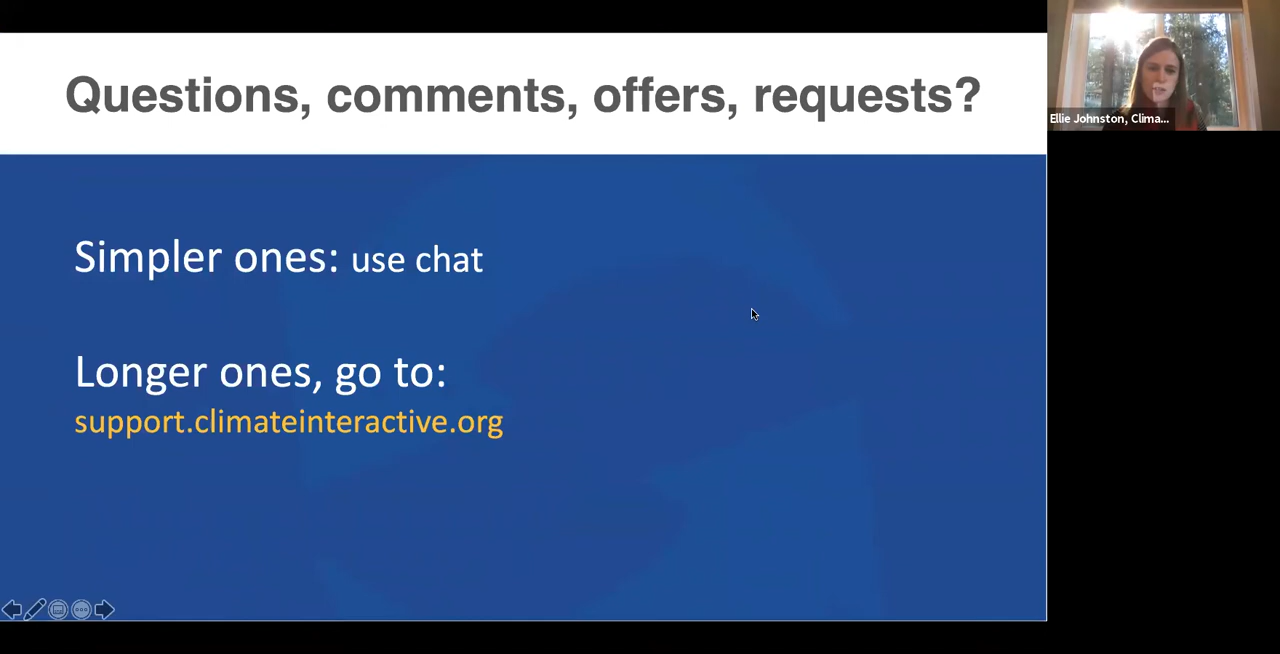 Questions, comments, offers, requests?
Ellie Johnston, Clima...
Simpler ones: use chat
Longer ones, go to:
support.climateinteractive.org